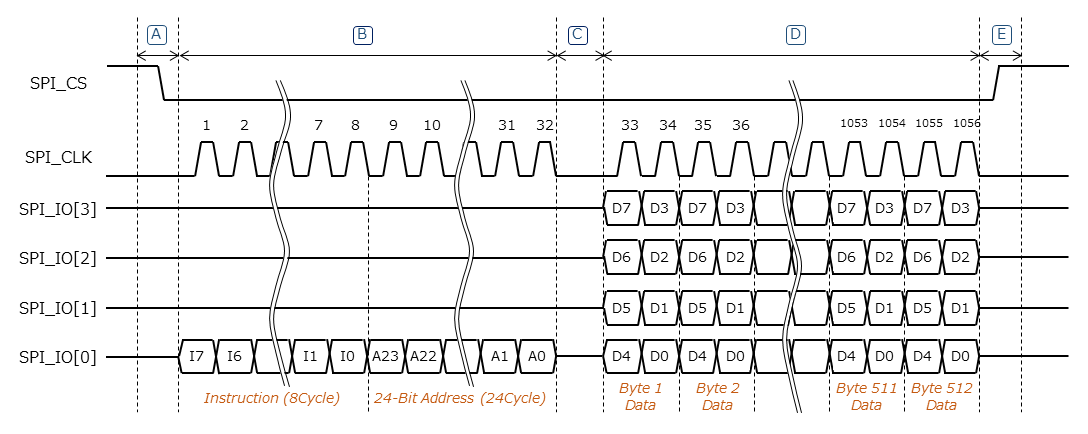 A B C D E
SPI_CS
1 2 7 8 9 10 31 32 33 34 35 36 1053 1054 1055 1056
SPI_CLK
SPI_IO[3] D7 D3 D7 D3 D7 D3 D7 D3
SPI_IO[2] D6 D2 D6 D2 D6 D2 D6 D2
SPI_IO[1] D5 D1 D5 D1 D5 D1 D5 D1
SPI_IO[0] I7 I6 I1 I0 A23 A22 A1 A0 D4 D0 D4 D0 D4 D0 D4 D0
Instruction (8Cycle) 24-Bit Address (24Cycle)
Byte 1 Byte 2 Byte 511 Byte 512
Data Data Data Data